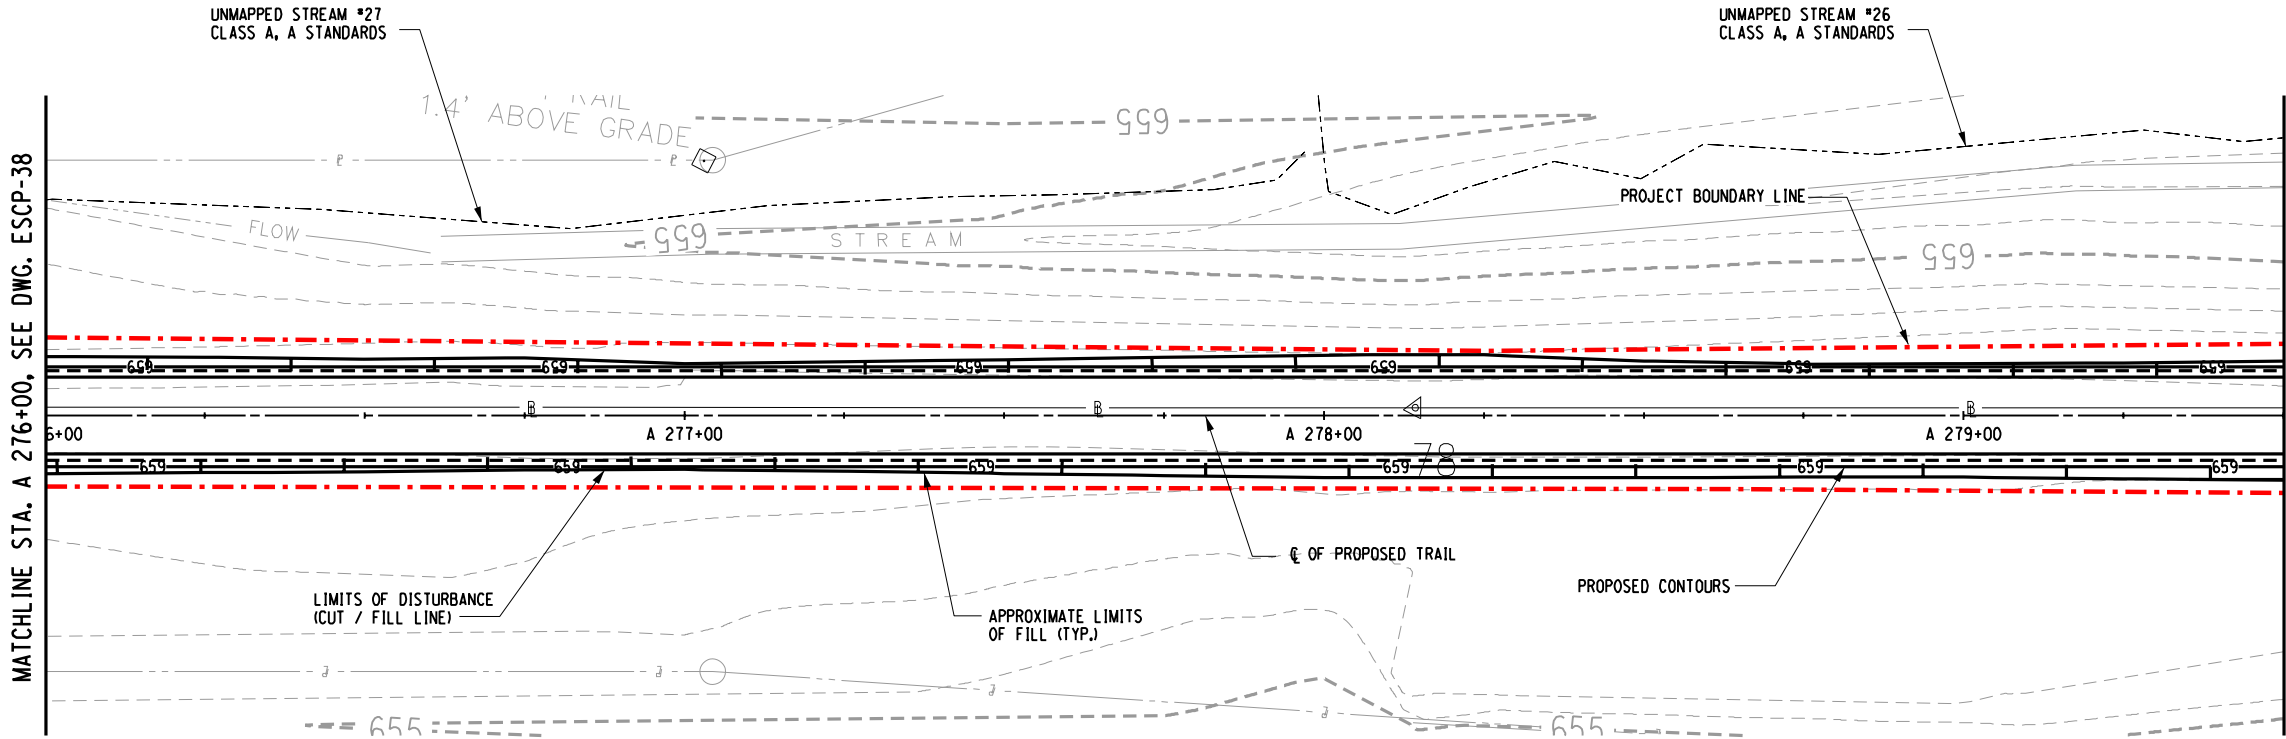 UNMAPPED STREAM #27
CLASS A, A STANDARDS
UNMAPPED STREAM #26
CLASS A, A STANDARDS
1.4' ABOVE GRADE
655
PROJECT BOUNDARY LINE
FLOW
655
STREAM
655
MATCHLINE STA. A 276+00, SEE DWG. ESCP-38
659
659
659
659
659
659
6+00
A 277+00
A 278+00
A 279+00
78
659
659
659
659
659
659
℄ OF PROPOSED TRAIL
PROPOSED CONTOURS
LIMITS OF DISTURBANCE
(CUT / FILL LINE)
APPROXIMATE LIMITS
OF FILL (TYP.)
655
655